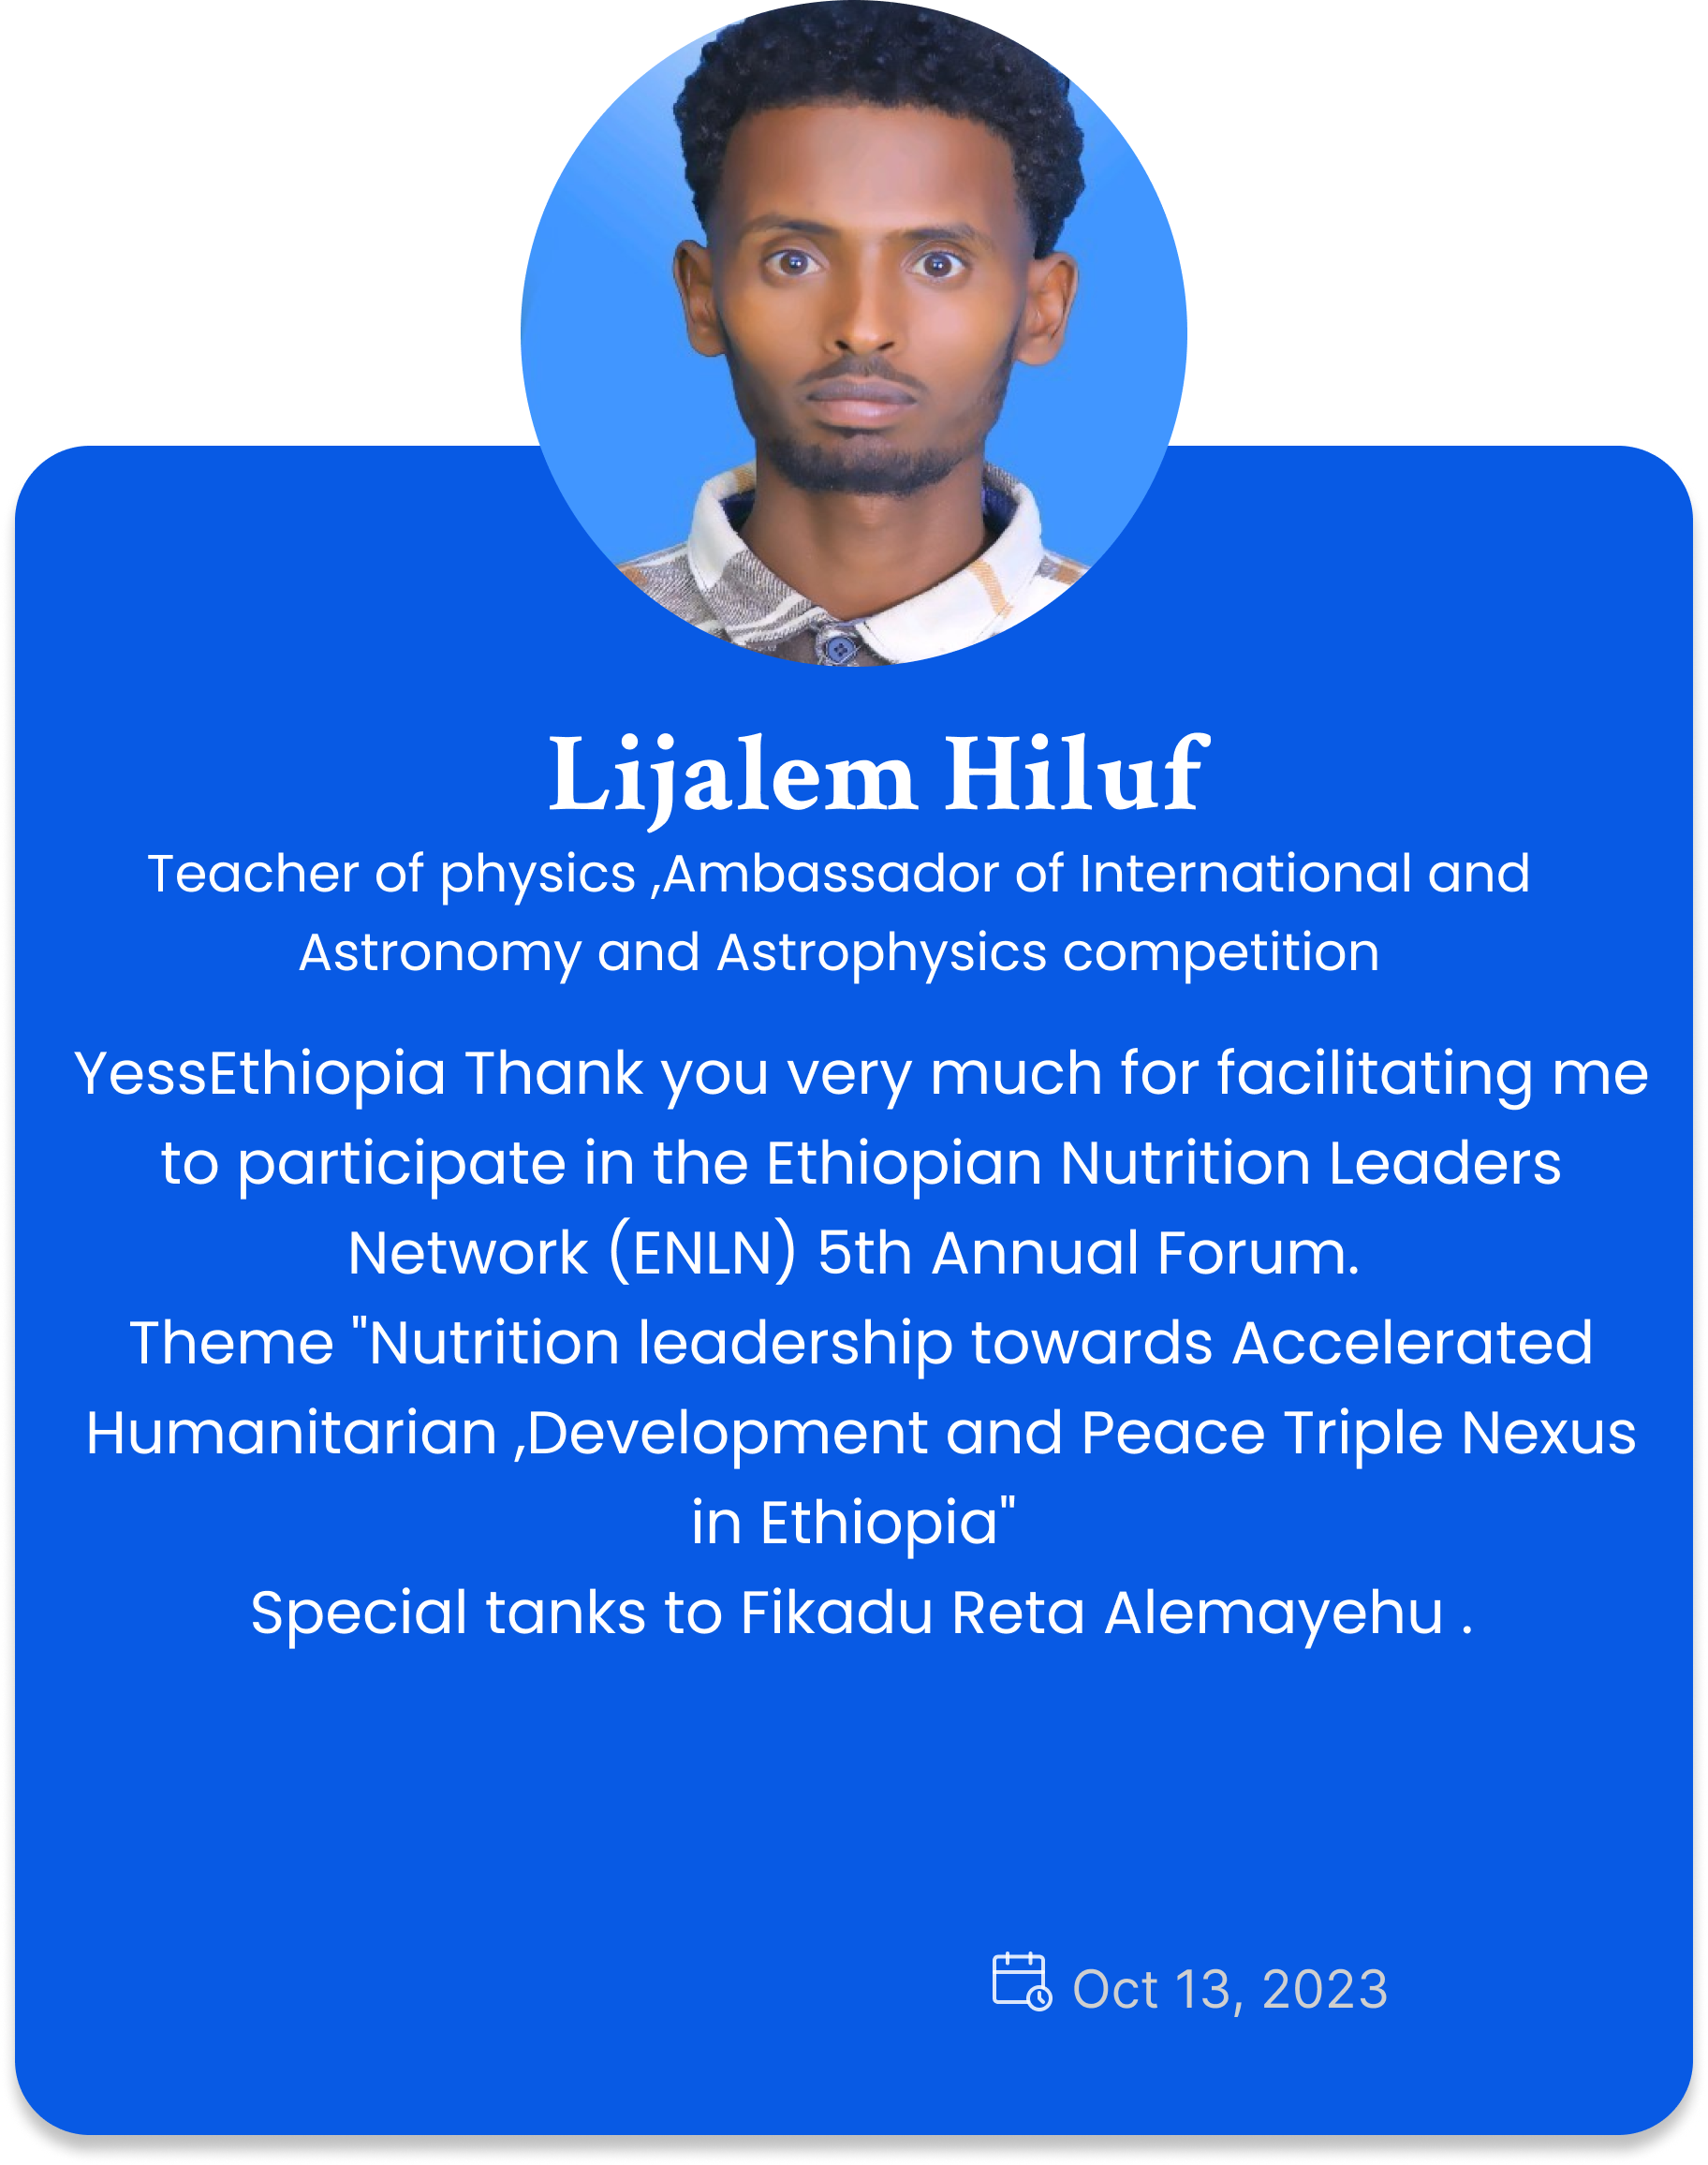 Lijalem Hiluf
Teacher of physics ,Ambassador of International and
Astronomy and Astrophysics competition
YessEthiopia Thank you very much for facilitating me
to participate in the Ethiopian Nutrition Leaders
Network (ENLN) 5th Annual Forum.
Theme "Nutrition leadership towards Accelerated
Humanitarian ,Development and Peace Triple Nexus
in Ethiopia"
Special tanks to Fikadu Reta Alemayehu .
Oct 13, 2023